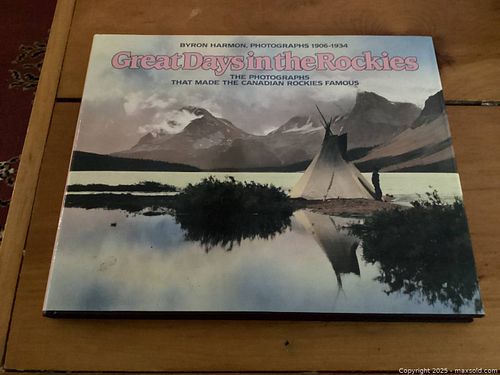 BYRON HARMON, PHOTOGRAPHS 1906-1934
Great Days in the Rockies
THE PHOTOGRAPHS
THAT MADE THE CANADIAN ROCKIES FAMOUS
Copyright 2025 - maxsold.com